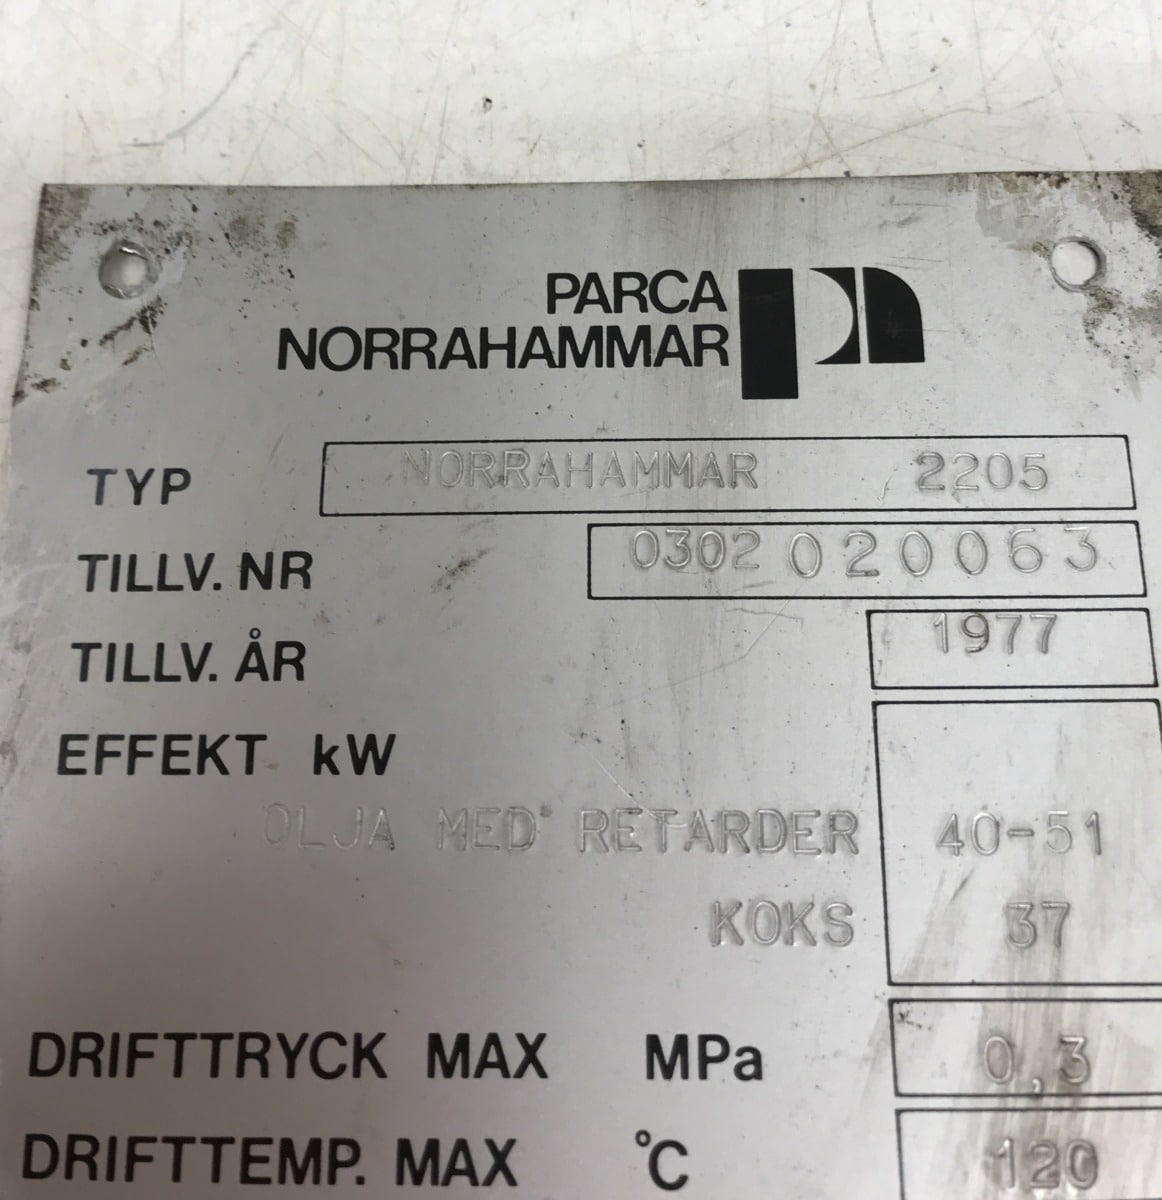 PARCA
NORRAHAMMAR
TYP NORRAHAMMAR 2205
TILLV. NR 0302 020063
TILLV. ÅR 1977
EFFEKT kW
OLJA MED RETARDER 40-51
KOKS 37
DRIFTTRYCK MAX MPa 0,3
DRIFTTEMP. MAX °C 120